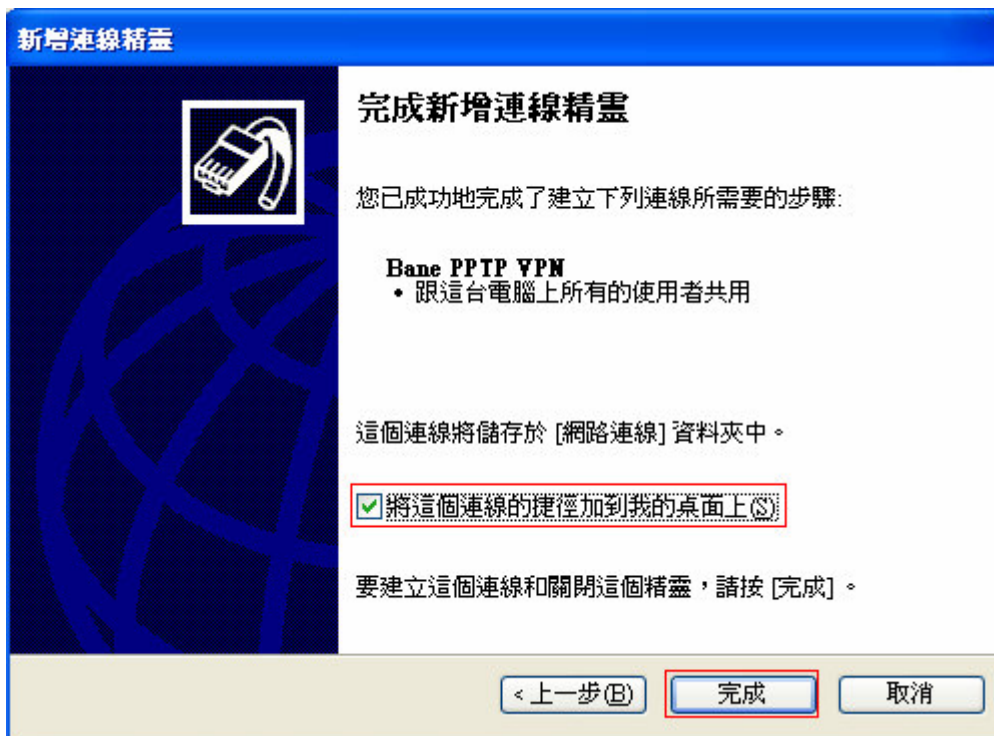 新增連線精靈
完成新增連線精靈
您已成功地完成了建立下列連線所需要的步驟:
Bane PPTP VPN
• 跟這台電腦上所有的使用者共用
這個連線將儲存於 [網路連線] 資料夾中。
將這個連線的捷徑加到我的桌面上(S)
要建立這個連線和關閉這個精靈，請按 [完成]。
< 上一步(B) 完成 取消